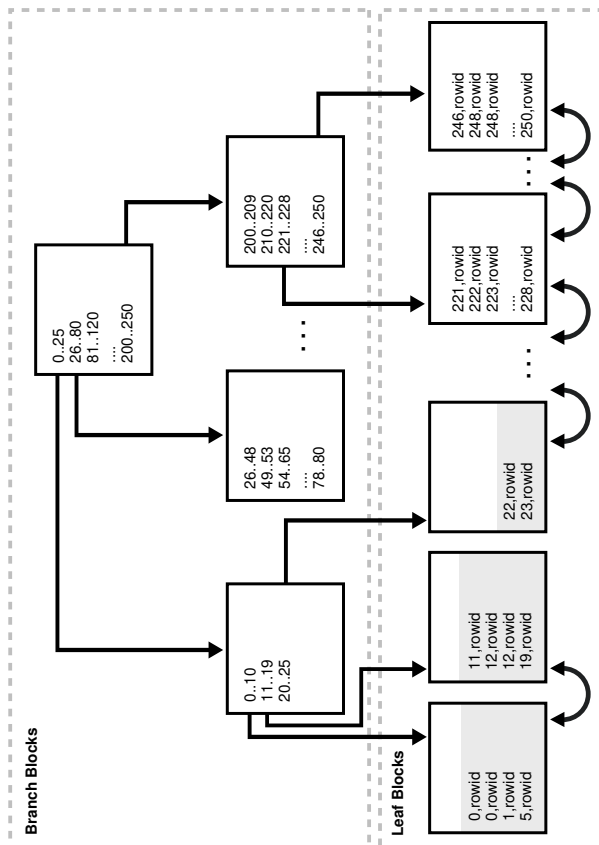 Branch Blocks
0..25
26..80
81..120
....
200..250
0..10
11..19
20..25
26..48
49..53
54..65
....
78..80
. . .
200..209
210..220
221..228
....
246..250
Leaf Blocks
0,rowid
0,rowid
1,rowid
5,rowid
11,rowid
12,rowid
12,rowid
19,rowid
22,rowid
23,rowid
. . .
221,rowid
222,rowid
223,rowid
....
228,rowid
. . .
246,rowid
248,rowid
248,rowid
....
250,rowid